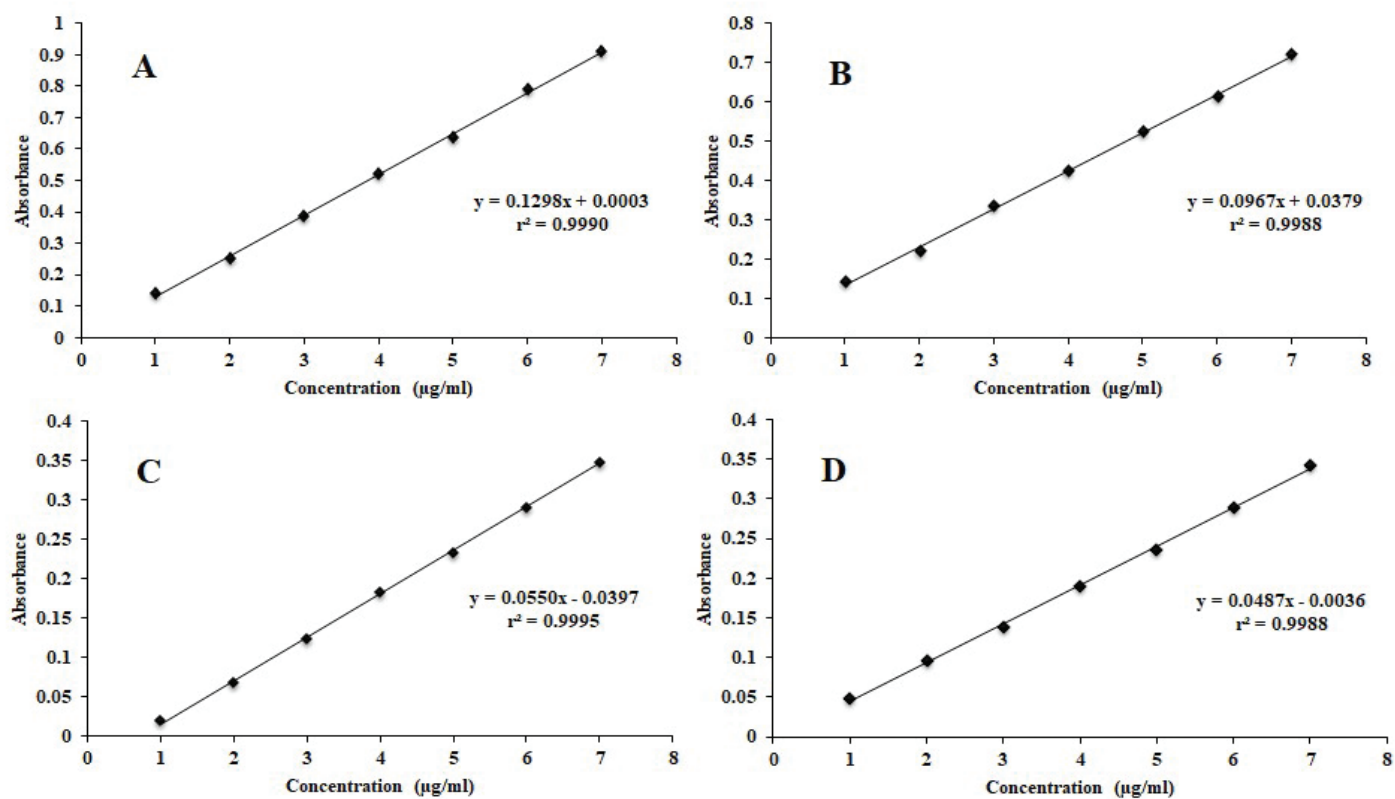 A
Absorbance
1
0.9
0.8
0.7
0.6
0.5
0.4
0.3
0.2
0.1
0
y = 0.1298x + 0.0003
r² = 0.9990
0 1 2 3 4 5 6 7 8
Concentration (µg/ml)
B
Absorbance
0.8
0.7
0.6
0.5
0.4
0.3
0.2
0.1
0
y = 0.0967x + 0.0379
r² = 0.9988
0 1 2 3 4 5 6 7 8
Concentration (µg/ml)
C
Absorbance
0.4
0.35
0.3
0.25
0.2
0.15
0.1
0.05
0
y = 0.0550x - 0.0397
r² = 0.9995
0 1 2 3 4 5 6 7 8
Concentration (µg/ml)
D
Absorbance
0.4
0.35
0.3
0.25
0.2
0.15
0.1
0.05
0
y = 0.0487x - 0.0036
r² = 0.9988
0 1 2 3 4 5 6 7 8
Concentration (µg/ml)